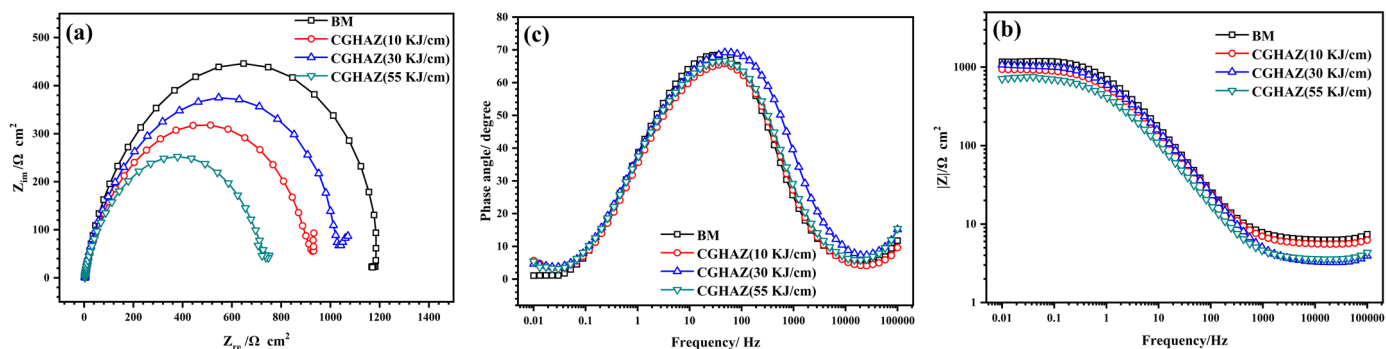 (a)
BM
CGHAZ(10 KJ/cm)
CGHAZ(30 KJ/cm)
CGHAZ(55 KJ/cm)
500
400
300
200
100
0
Zim /Ω cm2
0 200 400 600 800 1000 1200 1400
Zre /Ω cm2
(c)
80
70
60
50
40
30
20
10
0
Phase angle/ degree
BM
CGHAZ(10 KJ/cm)
CGHAZ(30 KJ/cm)
CGHAZ(55 KJ/cm)
0.01 0.1 1 10 100 1000 10000 100000
Frequency/ Hz
(b)
BM
CGHAZ(10 KJ/cm)
CGHAZ(30 KJ/cm)
CGHAZ(55 KJ/cm)
1000
100
10
1
|Z|/Ω cm2
0.01 0.1 1 10 100 1000 10000 100000
Frequency/Hz